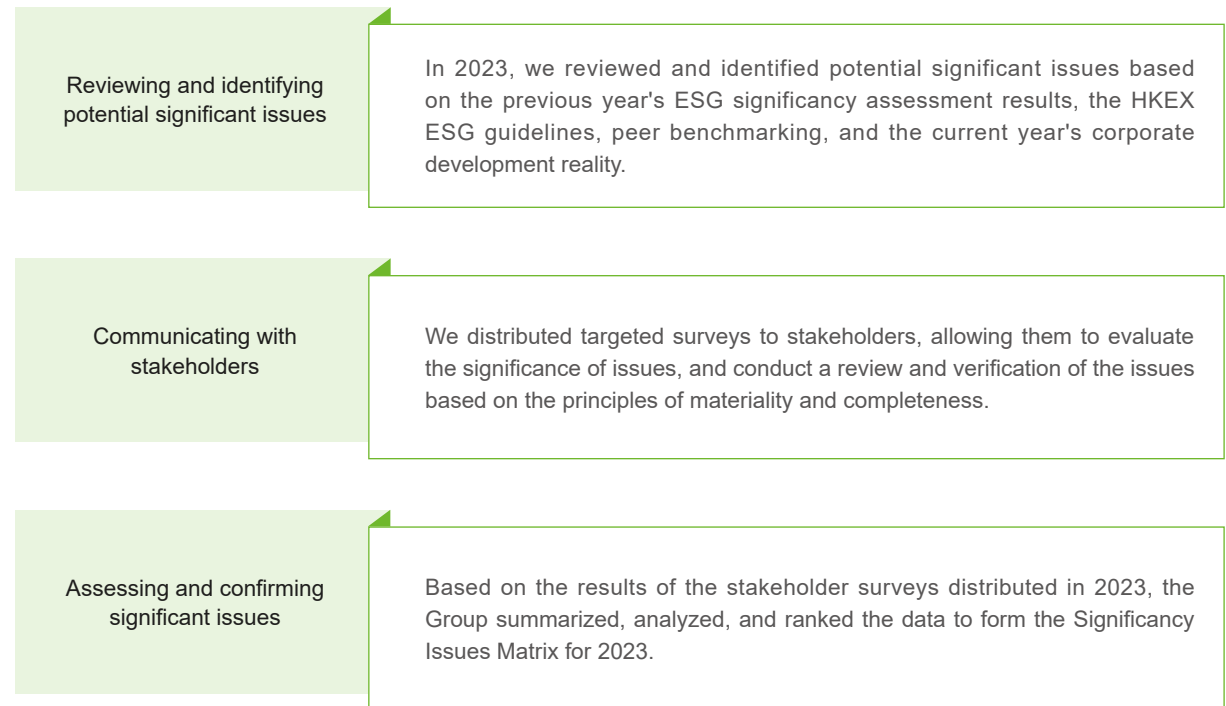 Reviewing and identifying
potential significant issues
In 2023, we reviewed and identified potential significant issues based
on the previous year's ESG significancy assessment results, the HKEX
ESG guidelines, peer benchmarking, and the current year's corporate
development reality.
Communicating with
stakeholders
We distributed targeted surveys to stakeholders, allowing them to evaluate
the significance of issues, and conduct a review and verification of the issues
based on the principles of materiality and completeness.
Assessing and confirming
significant issues
Based on the results of the stakeholder surveys distributed in 2023, the
Group summarized, analyzed, and ranked the data to form the Significancy
Issues Matrix for 2023.